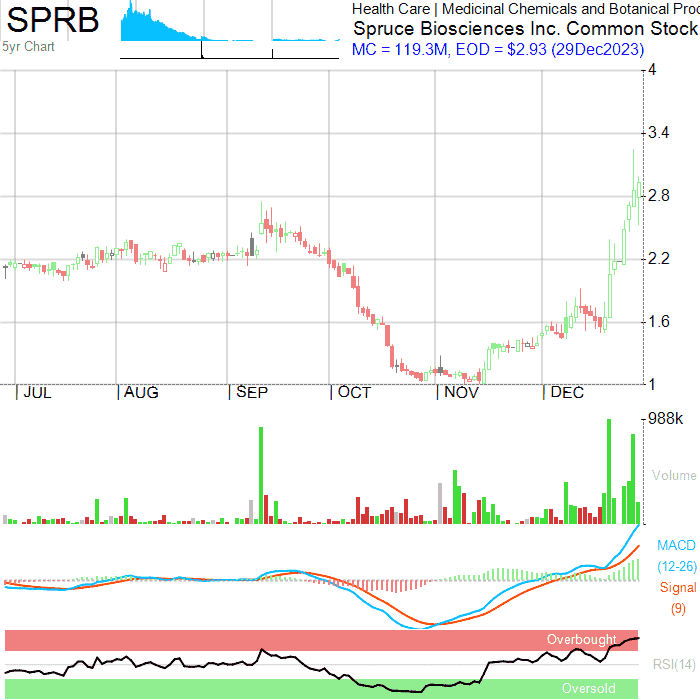 SPRB
5yr Chart
Health Care | Medicinal Chemicals and Botanical Proc
Spruce Biosciences Inc. Common Stock
MC = 119.3M, EOD = $2.93 (29Dec2023)
4
3.4
2.8
2.2
1.6
1
| JUL | AUG | SEP | OCT | NOV | DEC
988k
Volume
MACD
(12-26)
Signal
(9)
Overbought
RSI(14)
Oversold